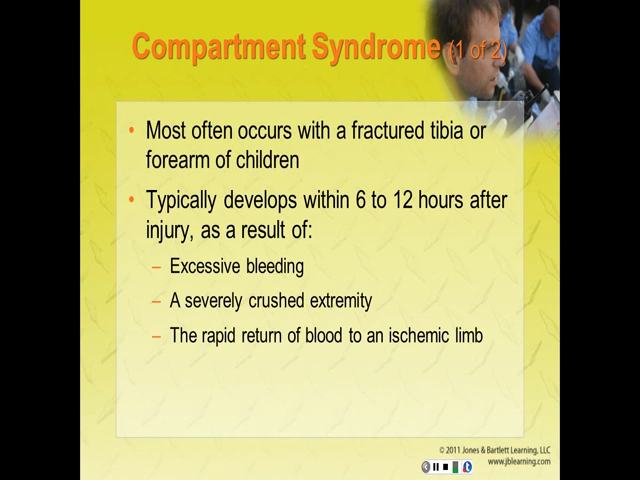 Compartment Syndrome (1 of 2)
• Most often occurs with a fractured tibia or
forearm of children
• Typically develops within 6 to 12 hours after
injury, as a result of:
– Excessive bleeding
– A severely crushed extremity
– The rapid return of blood to an ischemic limb
© 2011 Jones & Bartlett Learning, LLC
www.jblearning.com